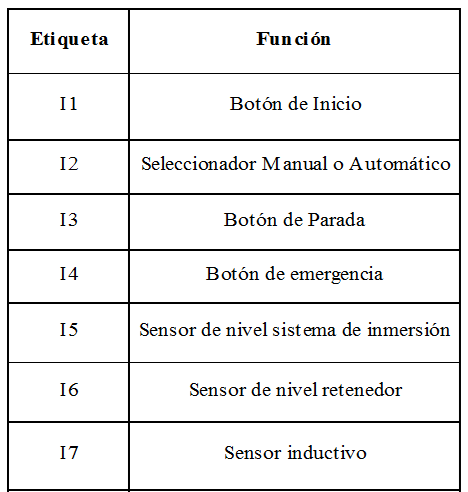 Etiqueta Función
I1 Botón de Inicio
I2 Seleccionador Manual o Automático
I3 Botón de Parada
I4 Botón de emergencia
I5 Sensor de nivel sistema de inmersión
I6 Sensor de nivel retenedor
I7 Sensor inductivo